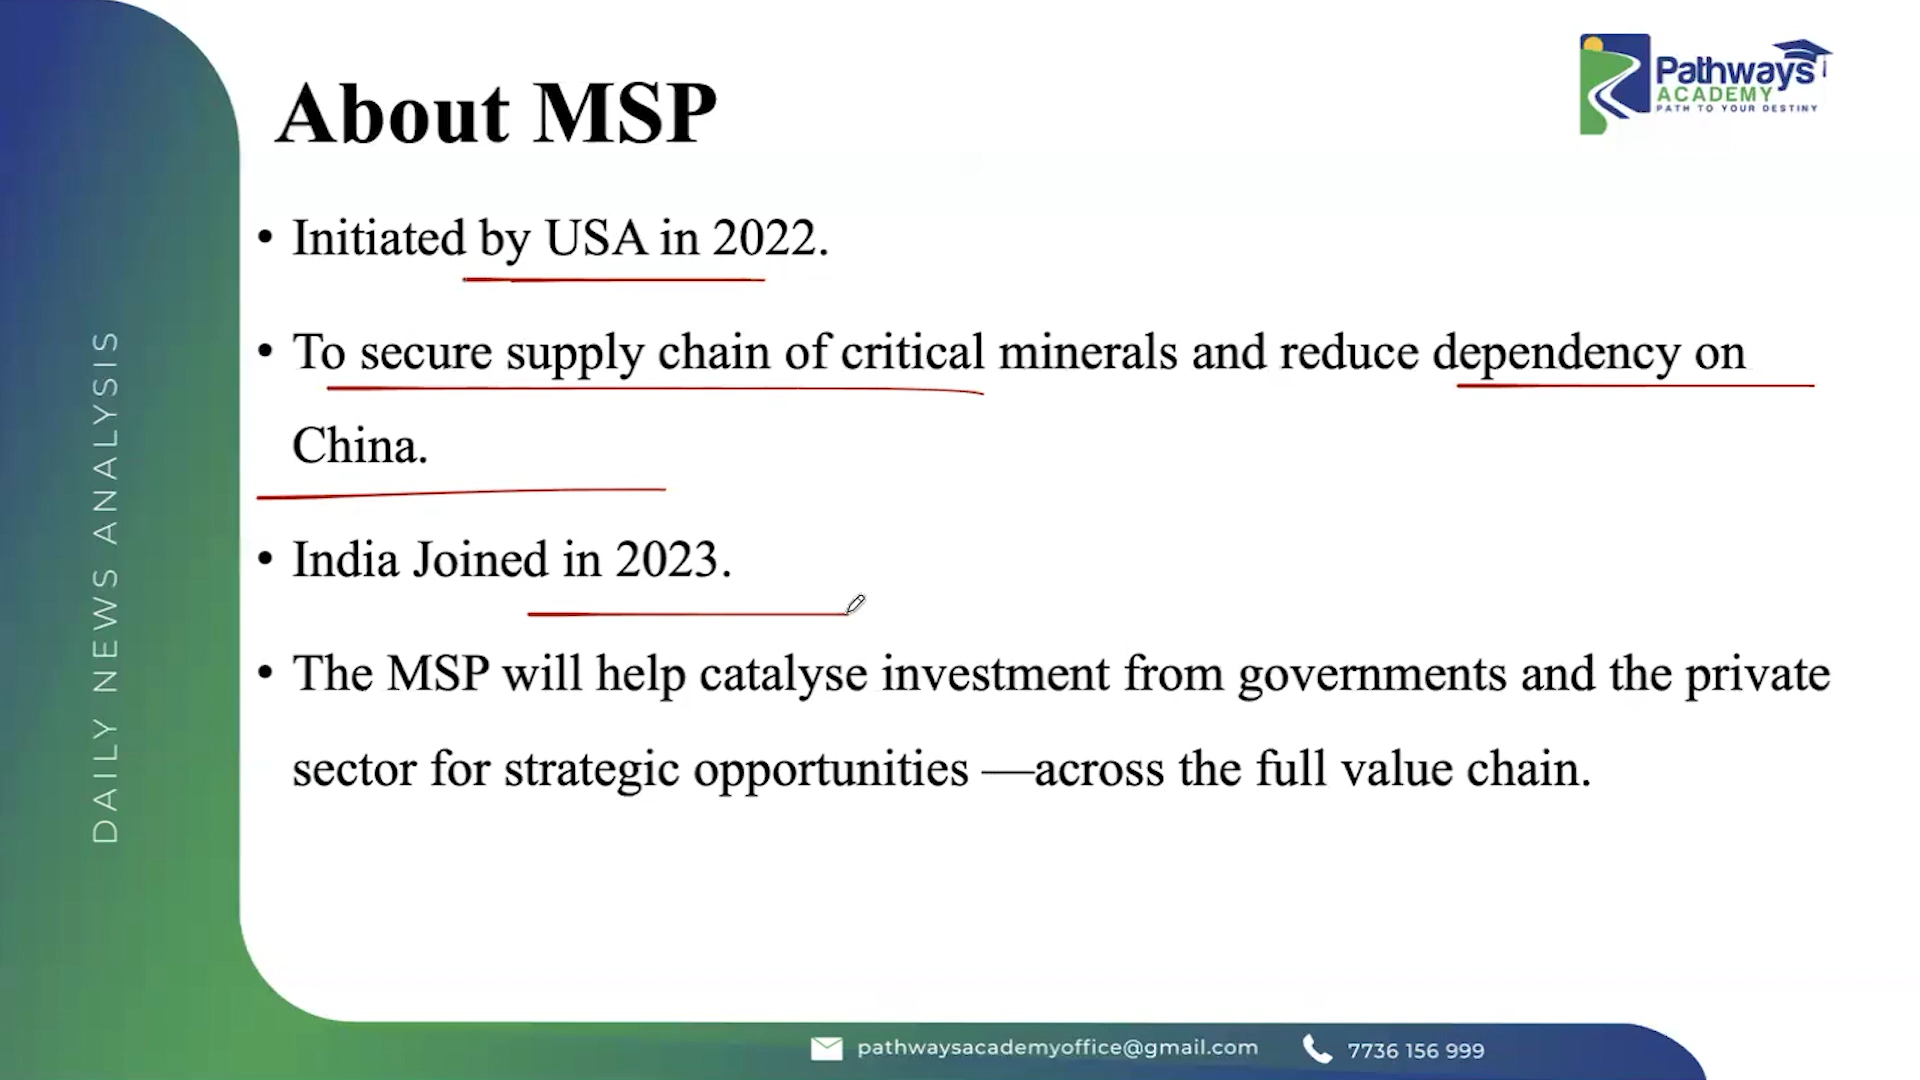 About MSP
Pathways
ACADEMY
PATH TO YOUR DESTINY
• Initiated by USA in 2022.
• To secure supply chain of critical minerals and reduce dependency on
China.
• India Joined in 2023.
• The MSP will help catalyse investment from governments and the private
sector for strategic opportunities —across the full value chain.
DAILY NEWS ANALYSIS
pathwaysacademyoffice@gmail.com
7736 156 999